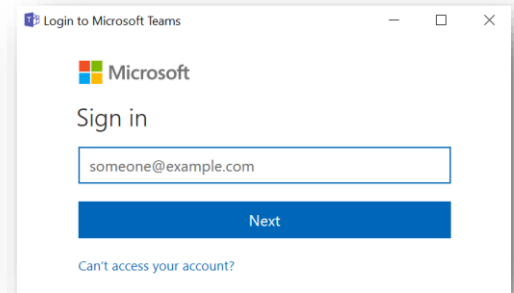 Login to Microsoft Teams
Microsoft
Sign in
someone@example.com
Next
Can't access your account?